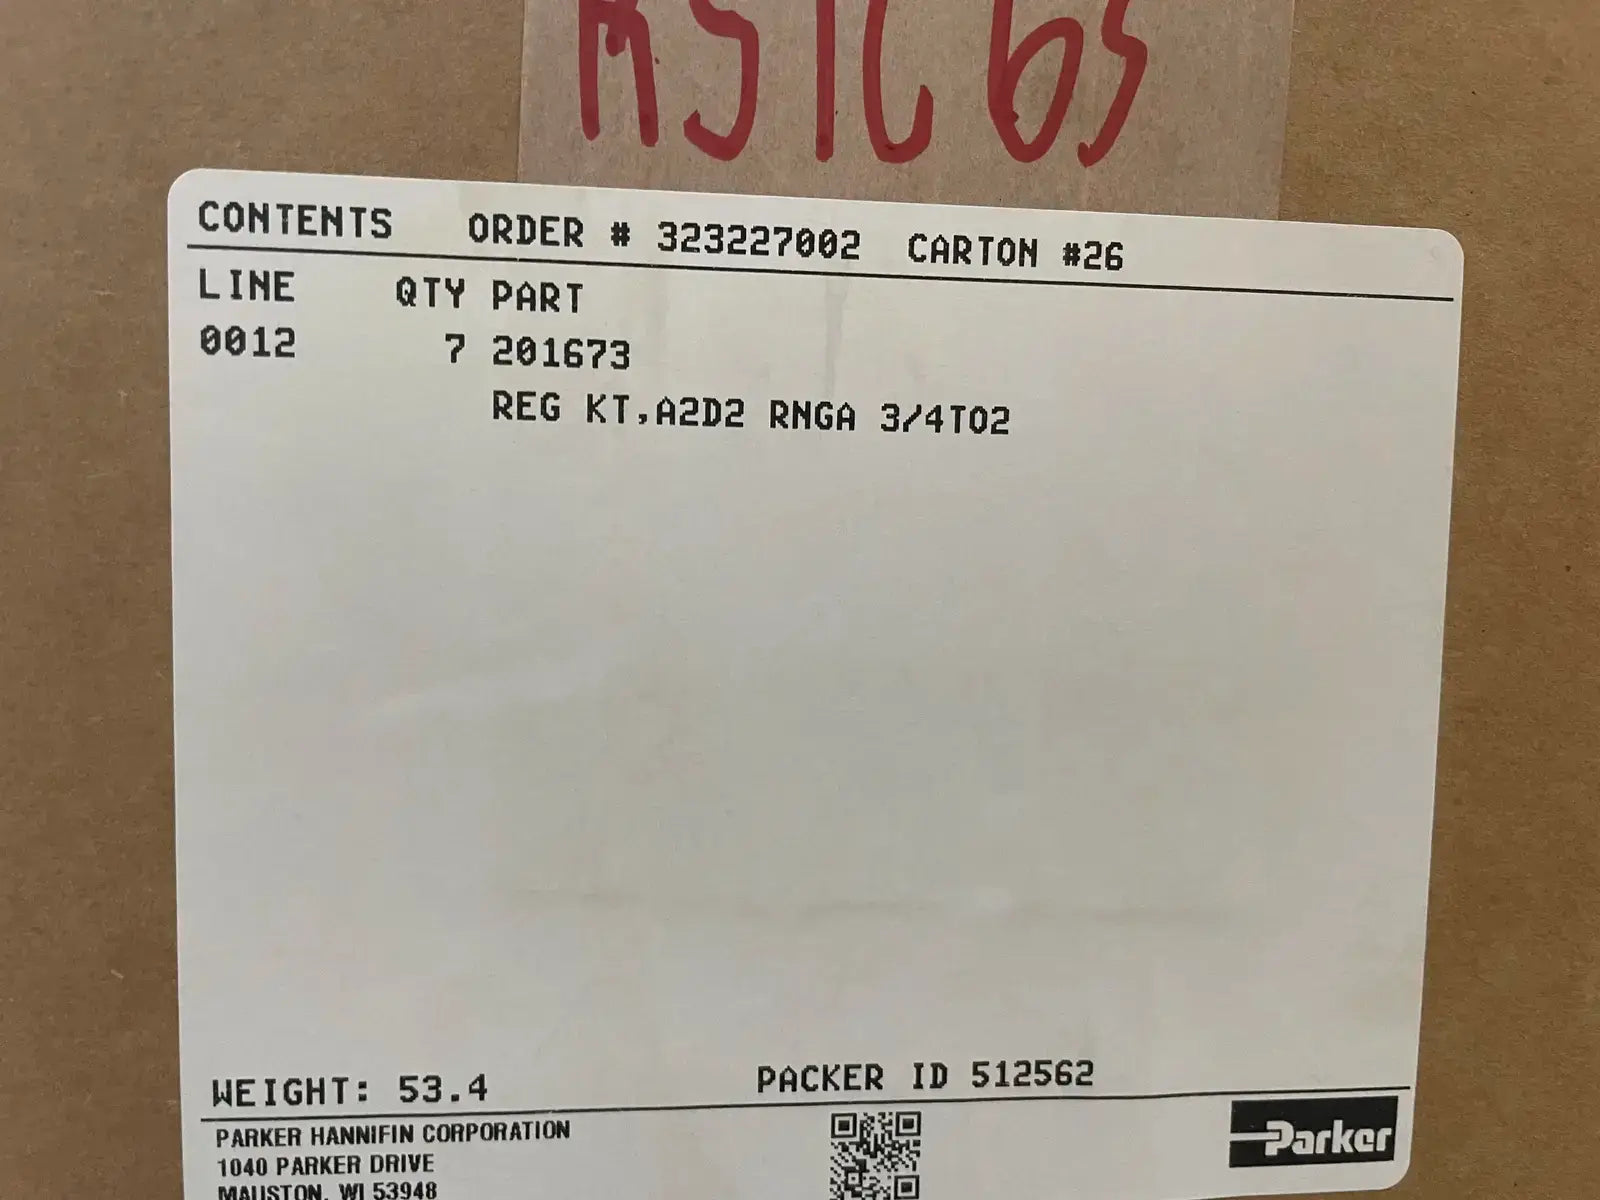 CONTENTS ORDER # 323227002 CARTON #26
LINE QTY PART
0012 7 201673
REG KT,A2D2 RNGA 3/4TO2
WEIGHT: 53.4 PACKER ID 512562
PARKER HANNIFIN CORPORATION
1040 PARKER DRIVE
MAUSTON, WI 53948
Parker